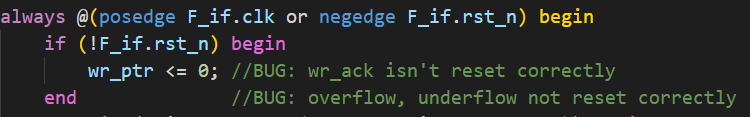 always @(posedge F_if.clk or negedge F_if.rst_n) begin
    if (!F_if.rst_n) begin
        wr_ptr <= 0; //BUG: wr_ack isn't reset correctly
    end              //BUG: overflow, underflow not reset correctly